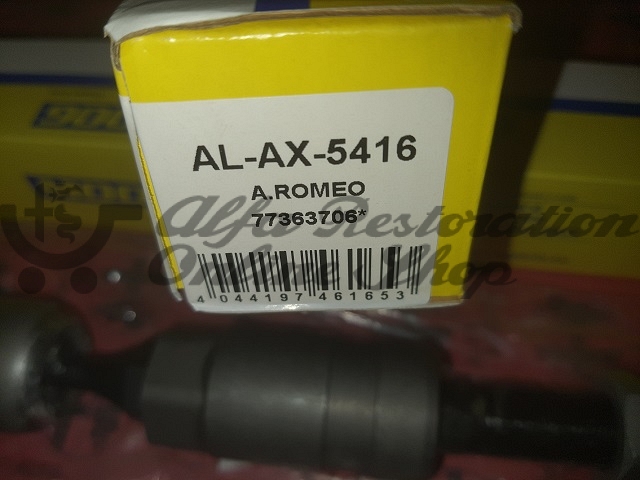 AL-AX-5416
A.ROMEO
77363706*
Alfa Restoration
Online Shop
4 044197 461653